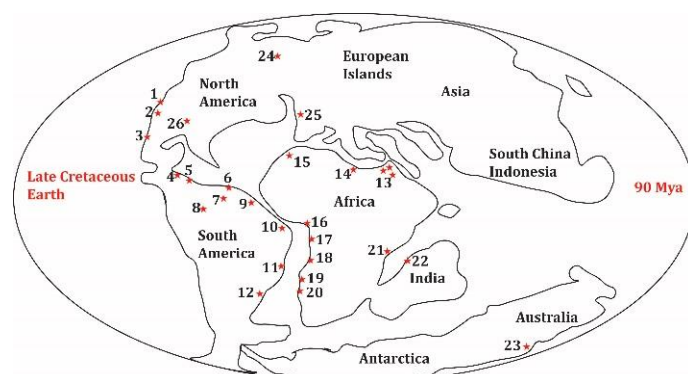 24
European
Islands
North
America
Asia
1
2
3
26
25
South China
Indonesia
Late Cretaceous
Earth
90 Mya
4
5
6
7
8
9
15
14
13
Africa
10
16
17
South
America
11
18
12
19
20
21
22
India
Australia
23
Antarctica